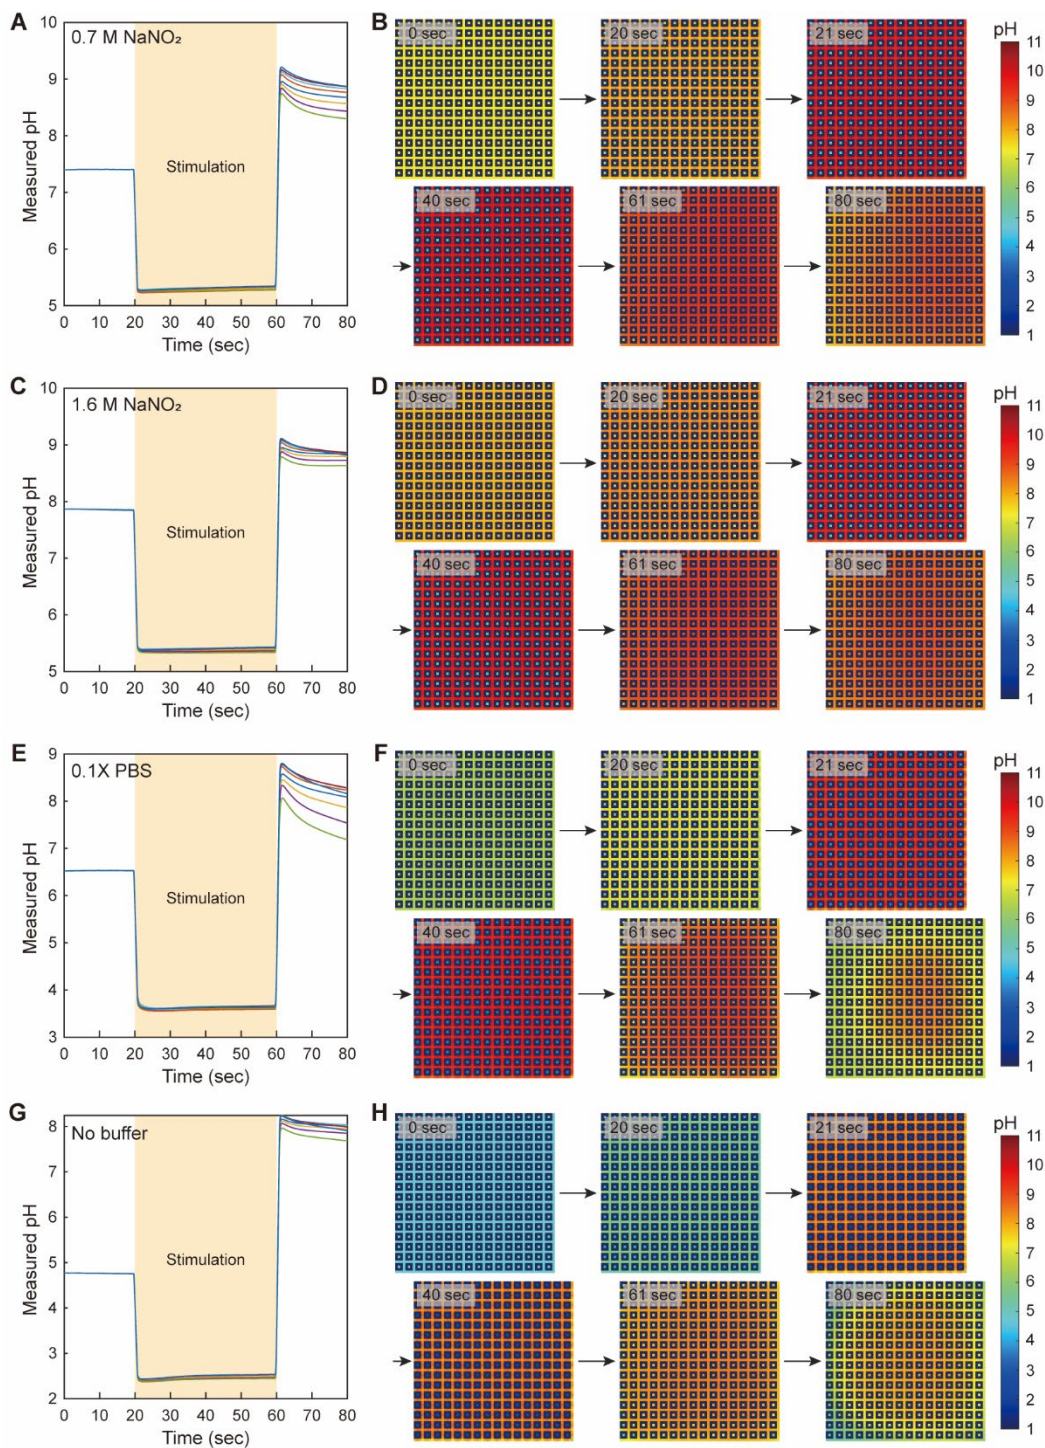 A
0.7 M NaNO₂
Measured pH
10
9
8
7
6
5
Stimulation
0 10 20 30 40 50 60 70 80
Time (sec)
B
0 sec
20 sec
21 sec
40 sec
61 sec
80 sec
pH
11
10
9
8
7
6
5
4
3
2
1
C
1.6 M NaNO₂
Measured pH
10
9
8
7
6
5
Stimulation
0 10 20 30 40 50 60 70 80
Time (sec)
D
0 sec
20 sec
21 sec
40 sec
61 sec
80 sec
pH
11
10
9
8
7
6
5
4
3
2
1
E
0.1X PBS
Measured pH
9
8
7
6
5
4
3
Stimulation
0 10 20 30 40 50 60 70 80
Time (sec)
F
0 sec
20 sec
21 sec
40 sec
61 sec
80 sec
pH
11
10
9
8
7
6
5
4
3
2
1
G
No buffer
Measured pH
8
7
6
5
4
3
2
Stimulation
0 10 20 30 40 50 60 70 80
Time (sec)
H
0 sec
20 sec
21 sec
40 sec
61 sec
80 sec
pH
11
10
9
8
7
6
5
4
3
2
1